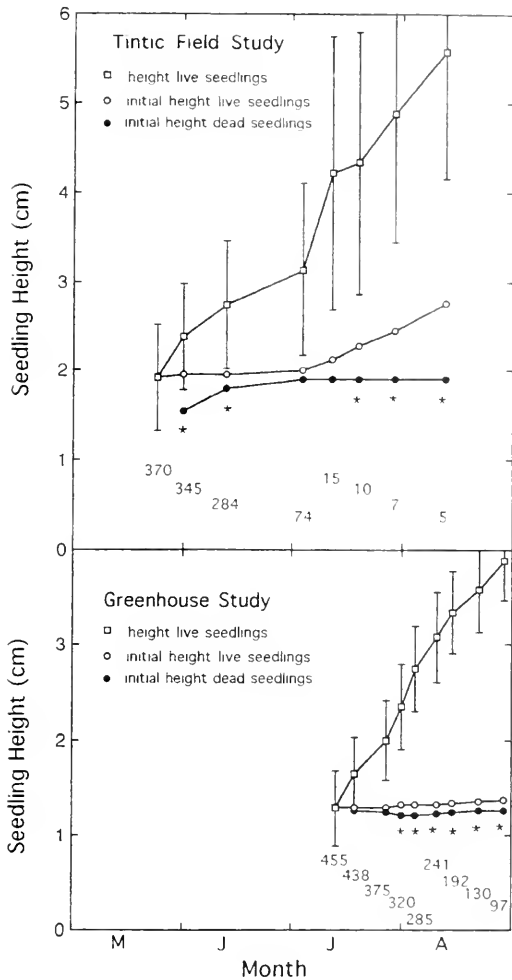 6
Tintic Field Study
height live seedlings
initial height live seedlings
initial height dead seedlings
5
4
3
2
1
0
Seedling Height (cm)
* * * * *
370
345
284
74
15
10
7
5
Greenhouse Study
height live seedlings
initial height live seedlings
initial height dead seedlings
3
2
1
0
Seedling Height (cm)
* * * * * *
455
438
375
320
285
241
192
130
97
M J J A
Month